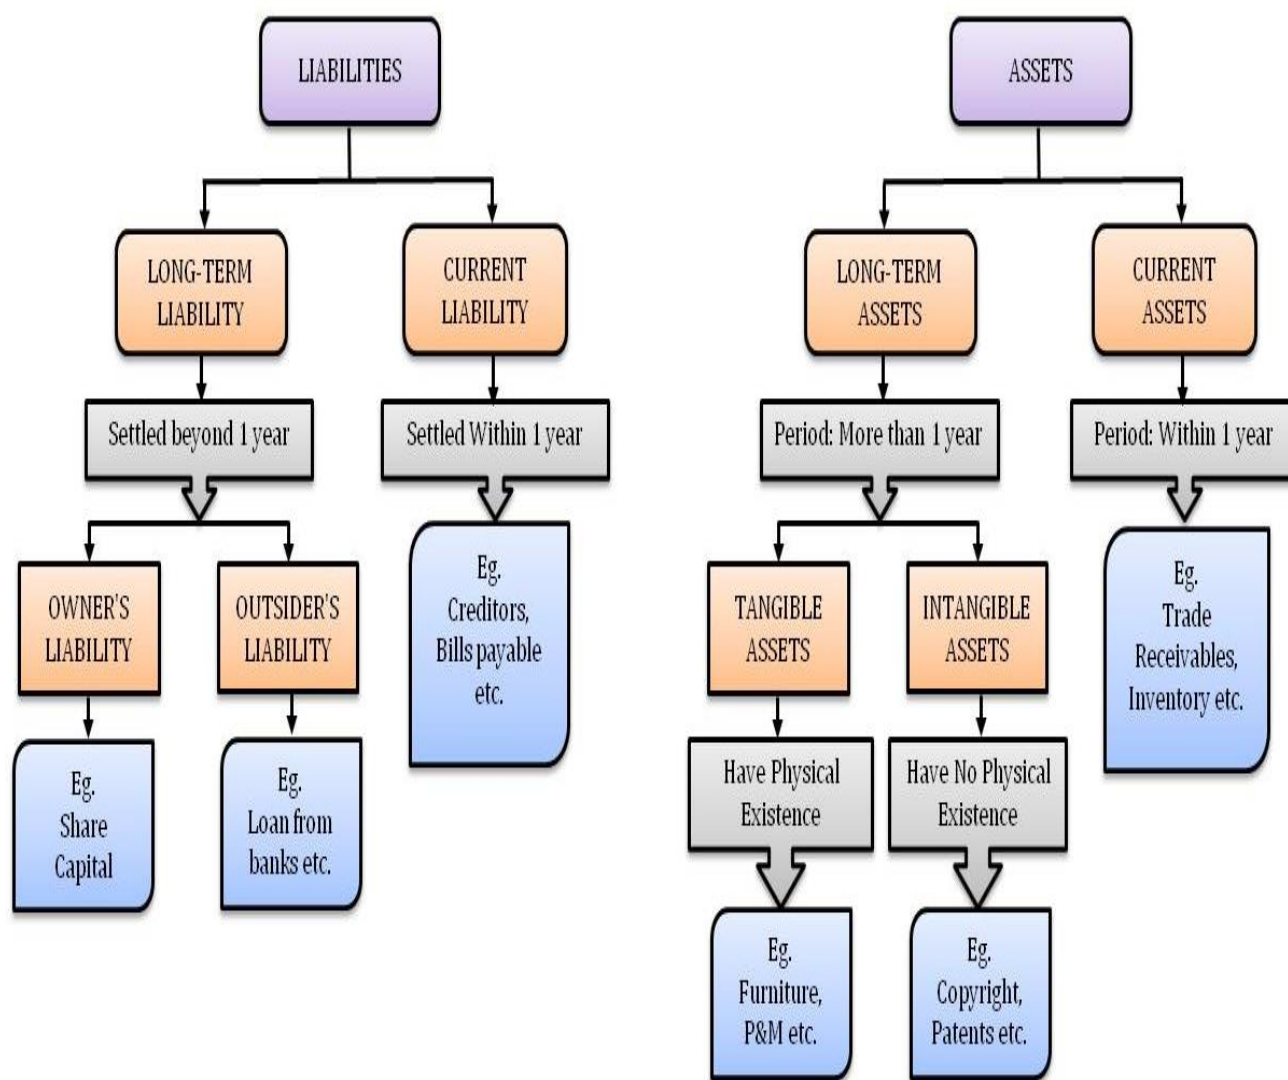 LIABILITIES
LONG-TERM
LIABILITY
CURRENT
LIABILITY
Settled beyond 1 year
Settled Within 1 year
OWNER'S
LIABILITY
OUTSIDER'S
LIABILITY
Eg.
Creditors,
Bills payable
etc.
Eg.
Share
Capital
Eg.
Loan from
banks etc.
ASSETS
LONG-TERM
ASSETS
CURRENT
ASSETS
Period: More than 1 year
Period: Within 1 year
TANGIBLE
ASSETS
INTANGIBLE
ASSETS
Eg.
Trade
Receivables,
Inventory etc.
Have Physical
Existence
Have No Physical
Existence
Eg.
Furniture,
P&M etc.
Eg.
Copyright,
Patents etc.